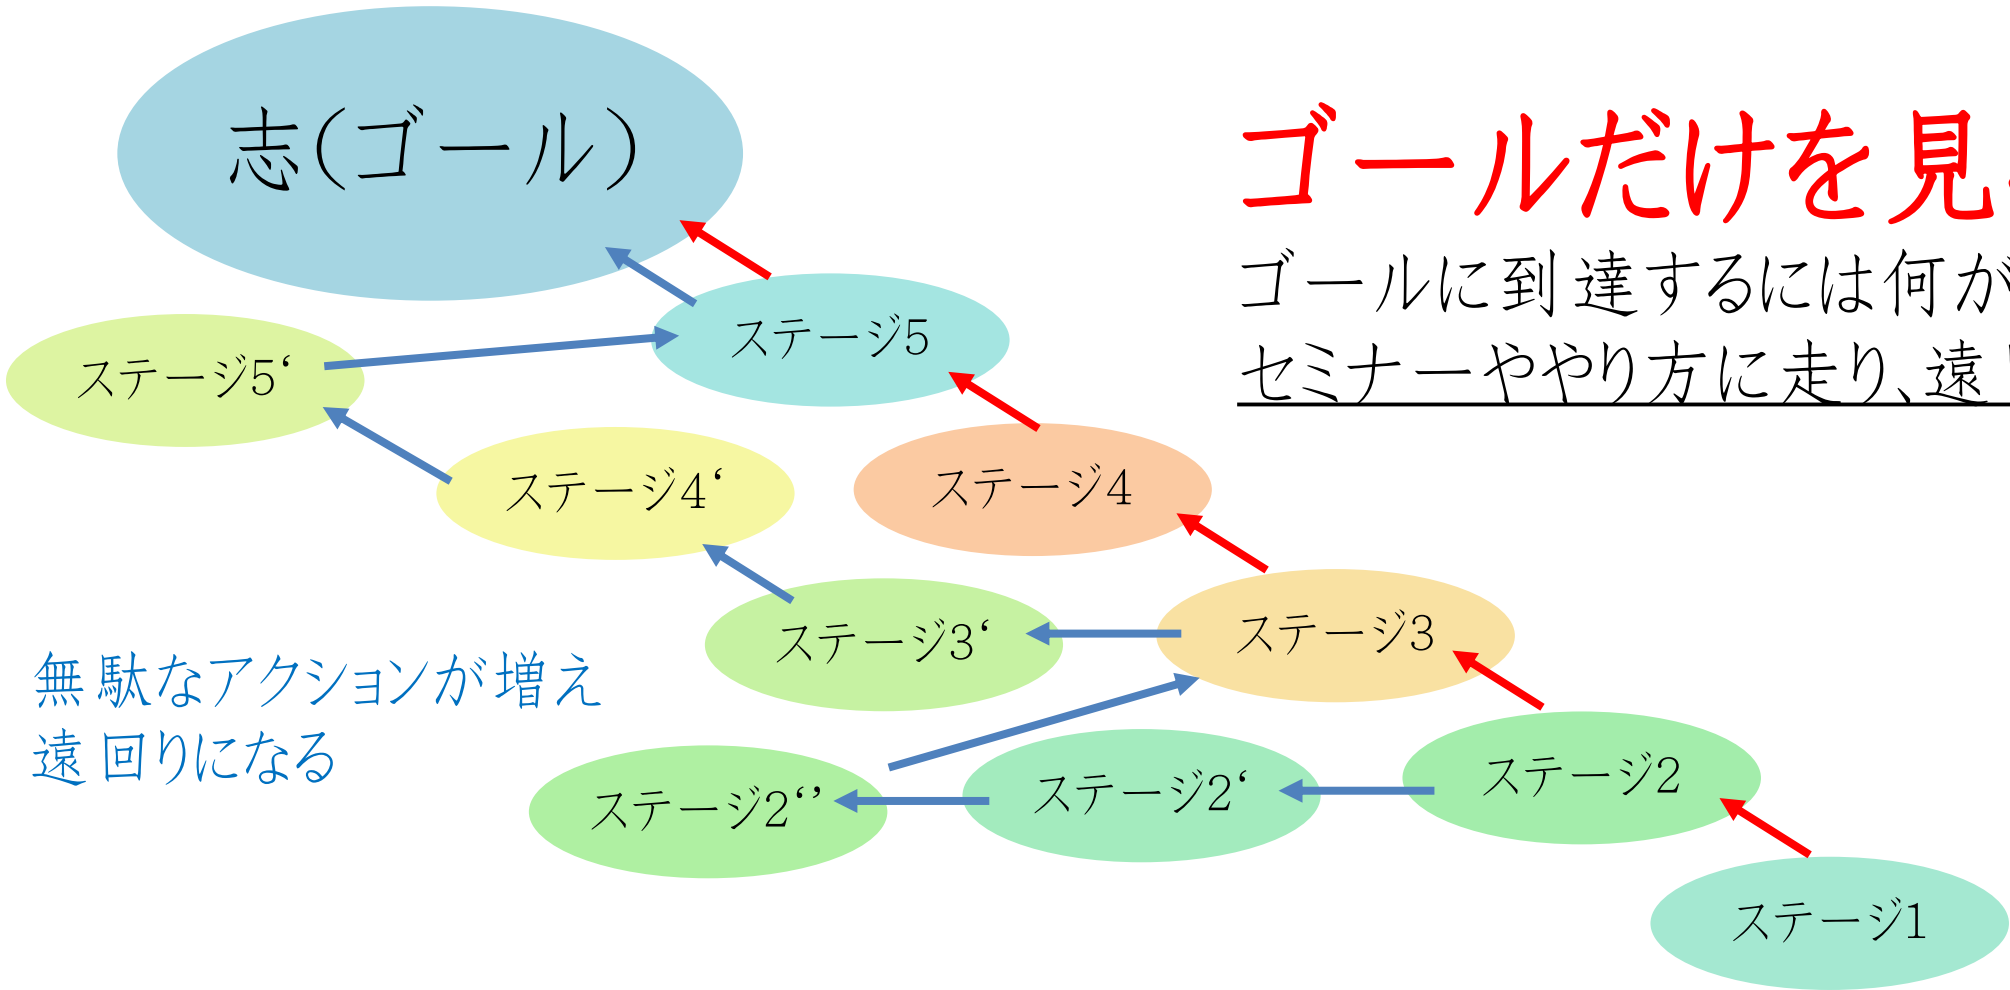 志(ゴール)
ゴールだけを見
ゴールに到達するには何が
セミナーややり方に走り、遠
ステージ5
ステージ5‘
ステージ4‘
ステージ4
ステージ3‘
ステージ3
無駄なアクションが増え
遠回りになる
ステージ2‘’
ステージ2‘
ステージ2
ステージ1